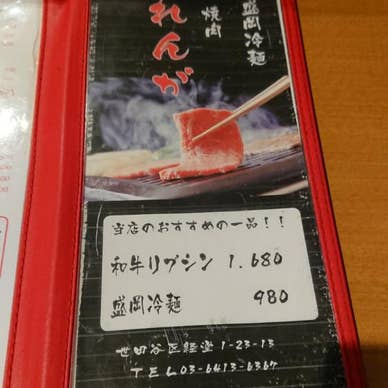 盛岡冷麺
焼肉
れんが
当店のおすすめの一品！！
和牛リブシン 1.680
盛岡冷麺 980
世田谷区経堂1-23-13
TEL03-6413-6367